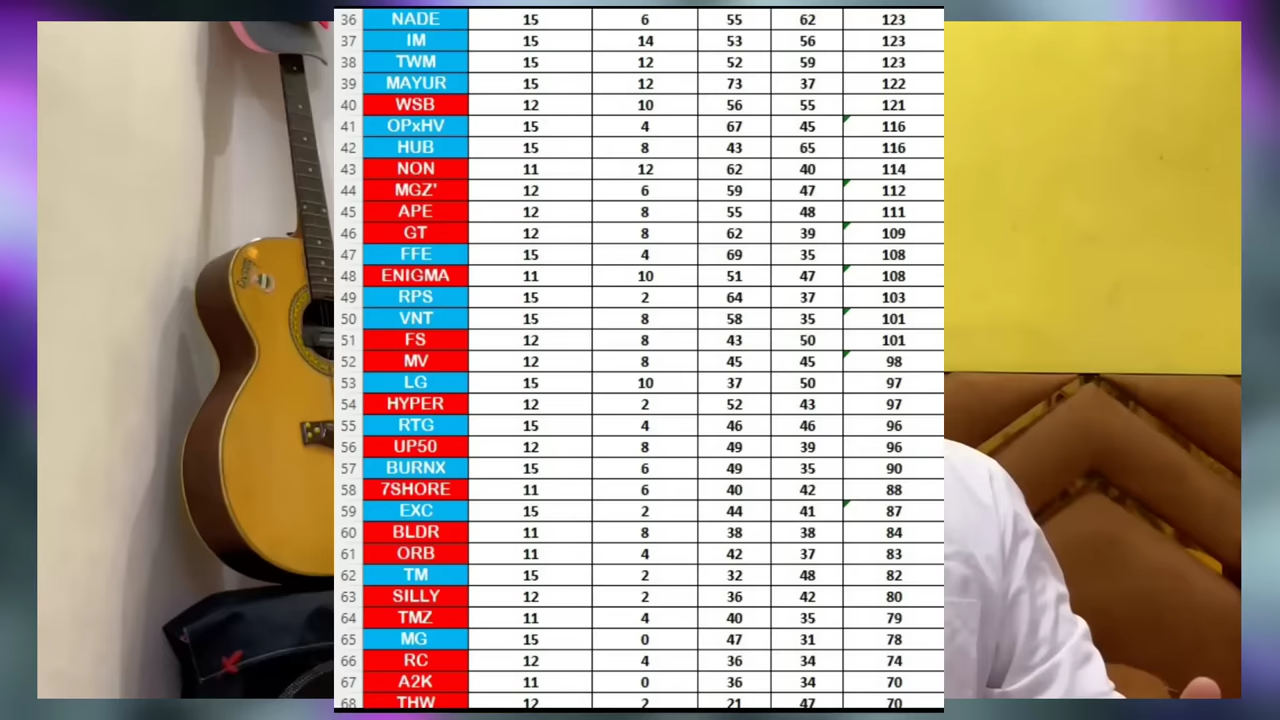 36 NADE 15 6 55 62 123
37 IM 15 14 53 56 123
38 TWM 15 12 52 59 123
39 MAYUR 15 12 73 37 122
40 WSB 12 10 56 55 121
41 OPxHV 15 4 67 45 116
42 HUB 15 8 43 65 116
43 NON 11 12 62 40 114
44 MGZ' 12 6 59 47 112
45 APE 12 8 55 48 111
46 GT 12 8 62 39 109
47 FFE 15 4 69 35 108
48 ENIGMA 11 10 51 47 108
49 RPS 15 2 64 37 103
50 VNT 15 8 58 35 101
51 FS 12 8 43 50 101
52 MV 12 8 45 45 98
53 LG 15 10 37 50 97
54 HYPER 12 2 52 43 97
55 RTG 15 4 46 46 96
56 UP50 12 8 49 39 96
57 BURNX 15 6 49 35 90
58 7SHORE 11 6 40 42 88
59 EXC 15 2 44 41 87
60 BLDR 11 8 38 38 84
61 ORB 11 4 42 37 83
62 TM 15 2 32 48 82
63 SILLY 12 2 36 42 80
64 TMZ 11 4 40 35 79
65 MG 15 0 47 31 78
66 RC 12 4 36 34 74
67 A2K 11 0 36 34 70
68 THW 12 2 21 47 70